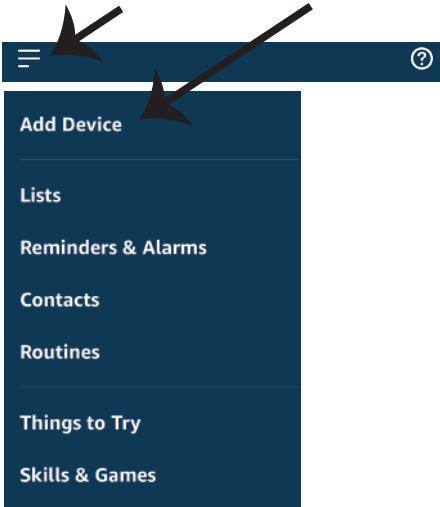 ?
Add Device
Lists
Reminders & Alarms
Contacts
Routines
Things to Try
Skills & Games